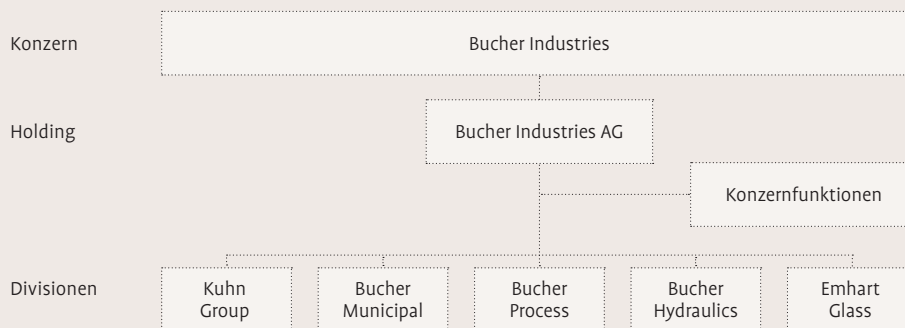 Konzern
Bucher Industries
Holding
Bucher Industries AG
Konzernfunktionen
Divisionen
Kuhn
Group
Bucher
Municipal
Bucher
Process
Bucher
Hydraulics
Emhart
Glass